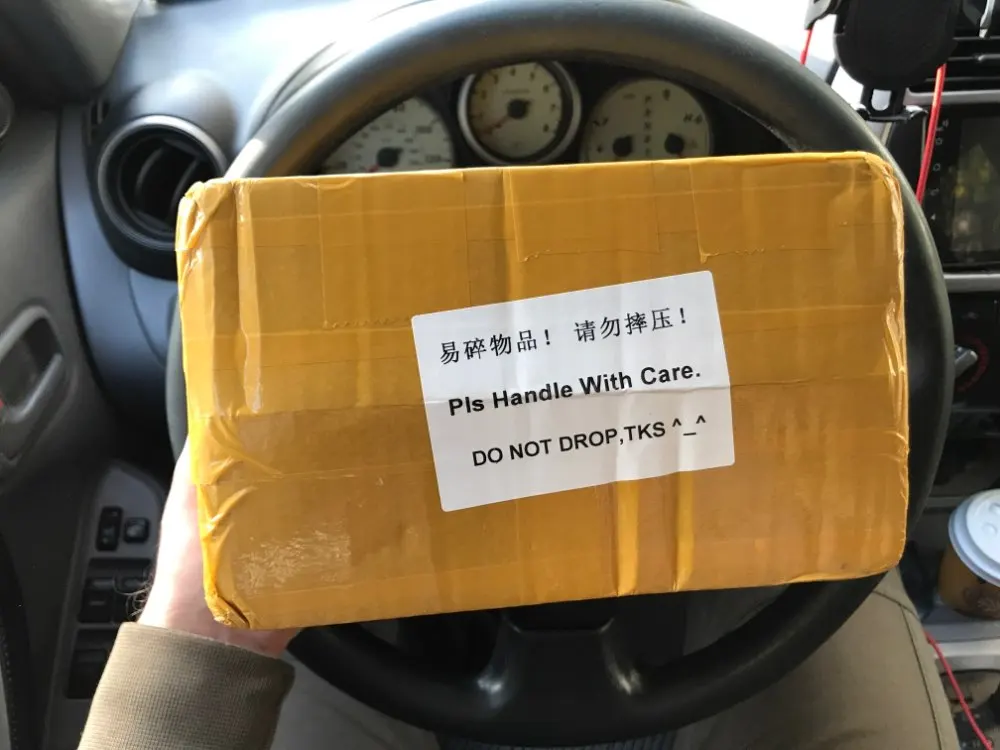 易碎物品！ 请勿摔压！
Pls Handle With Care.
DO NOT DROP,TKS ^_^